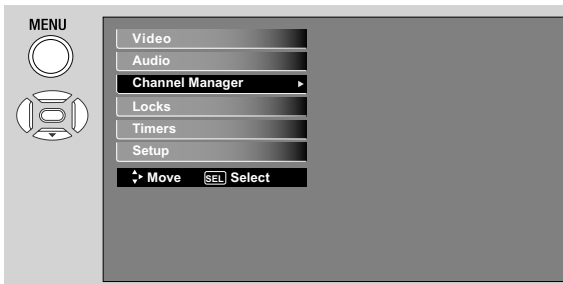 MENU
Video
Audio
Channel Manager
Locks
Timers
Setup
Move SEL Select